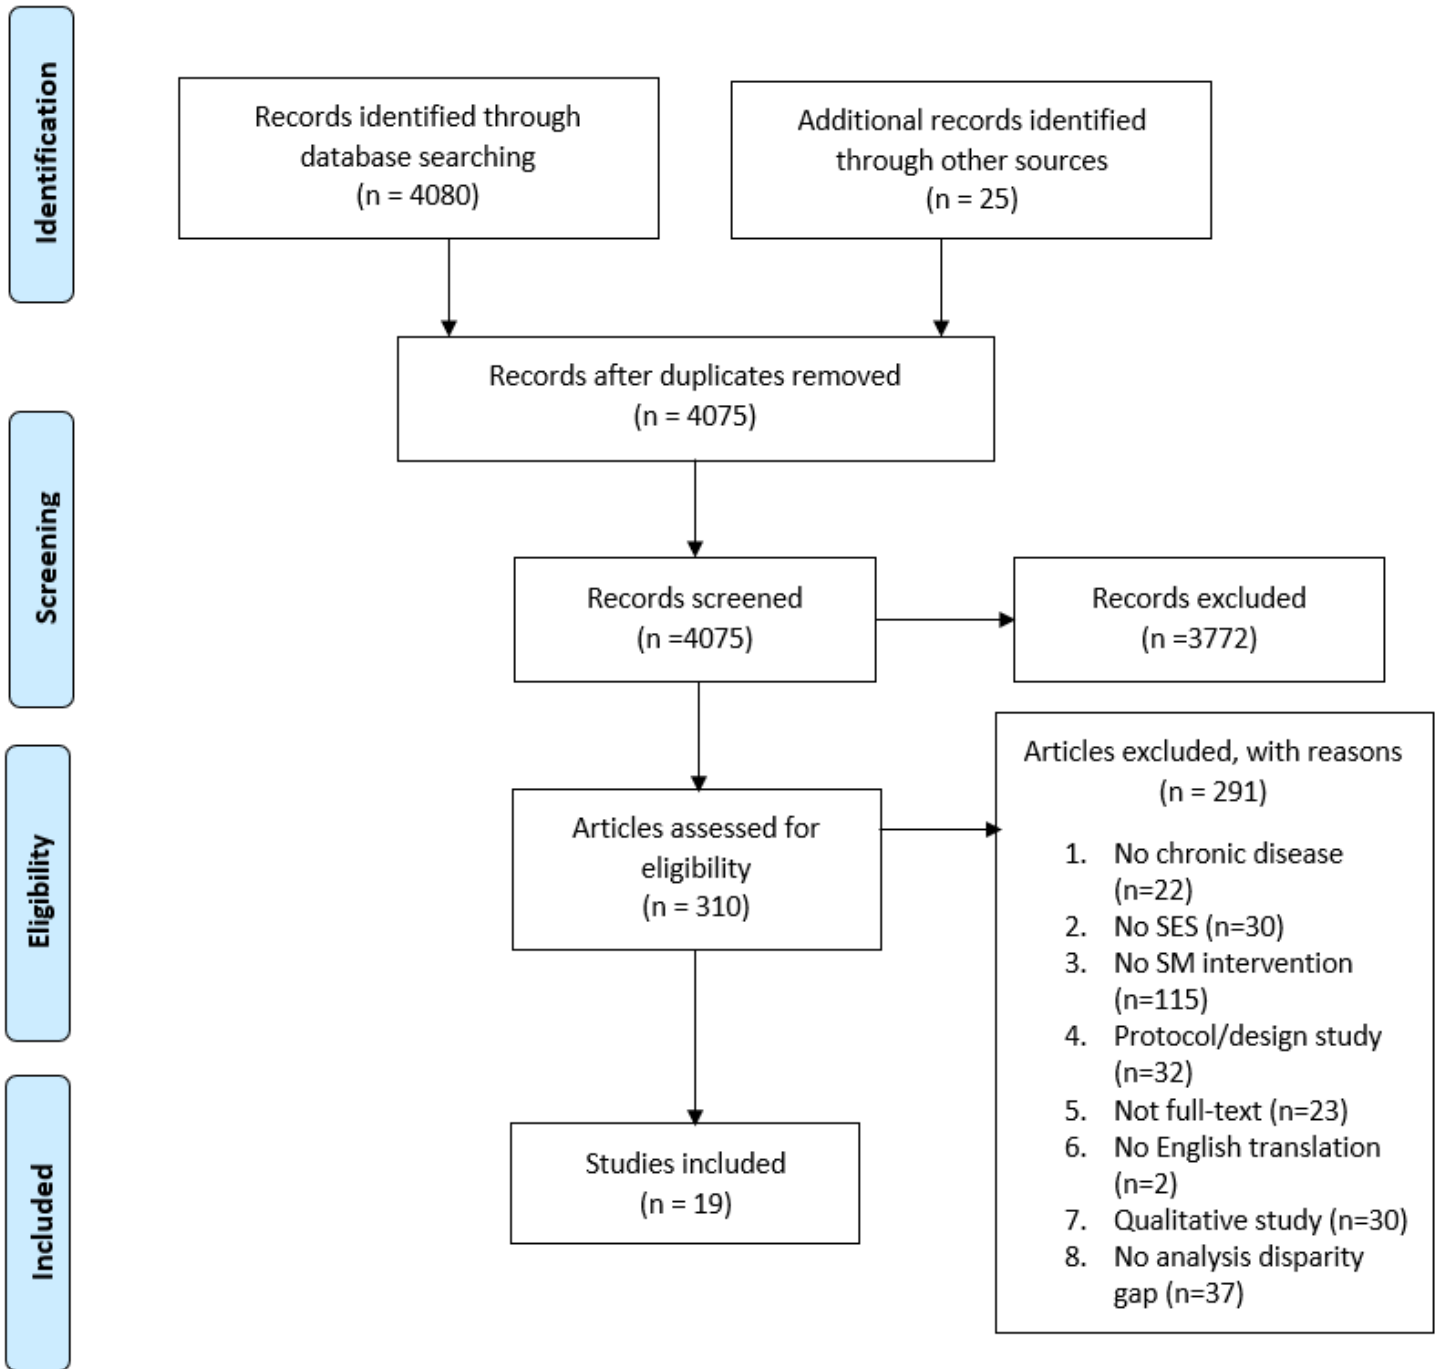 Identification
Records identified through
database searching
(n = 4080)
Additional records identified
through other sources
(n = 25)
Records after duplicates removed
(n = 4075)
Screening
Records screened
(n =4075)
Records excluded
(n =3772)
Eligibility
Articles assessed for
eligibility
(n = 310)
Articles excluded, with reasons
(n = 291)
1. No chronic disease
(n=22)
2. No SES (n=30)
3. No SM intervention
(n=115)
4. Protocol/design study
(n=32)
5. Not full-text (n=23)
6. No English translation
(n=2)
7. Qualitative study (n=30)
8. No analysis disparity
gap (n=37)
Included
Studies included
(n = 19)